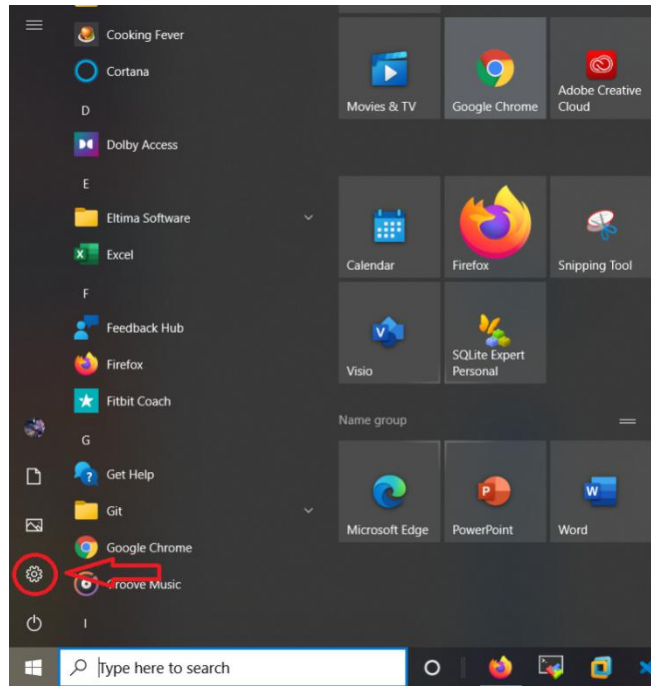 Cooking Fever
Cortana
D
Dolby Access
E
Eltima Software
Excel
F
Feedback Hub
Firefox
Fitbit Coach
G
Get Help
Git
Google Chrome
Groove Music
I
Type here to search
Movies & TV
Google Chrome
Adobe Creative
Cloud
Calendar
Firefox
Snipping Tool
Visio
SQLite Expert
Personal
Name group
Microsoft Edge
PowerPoint
Word